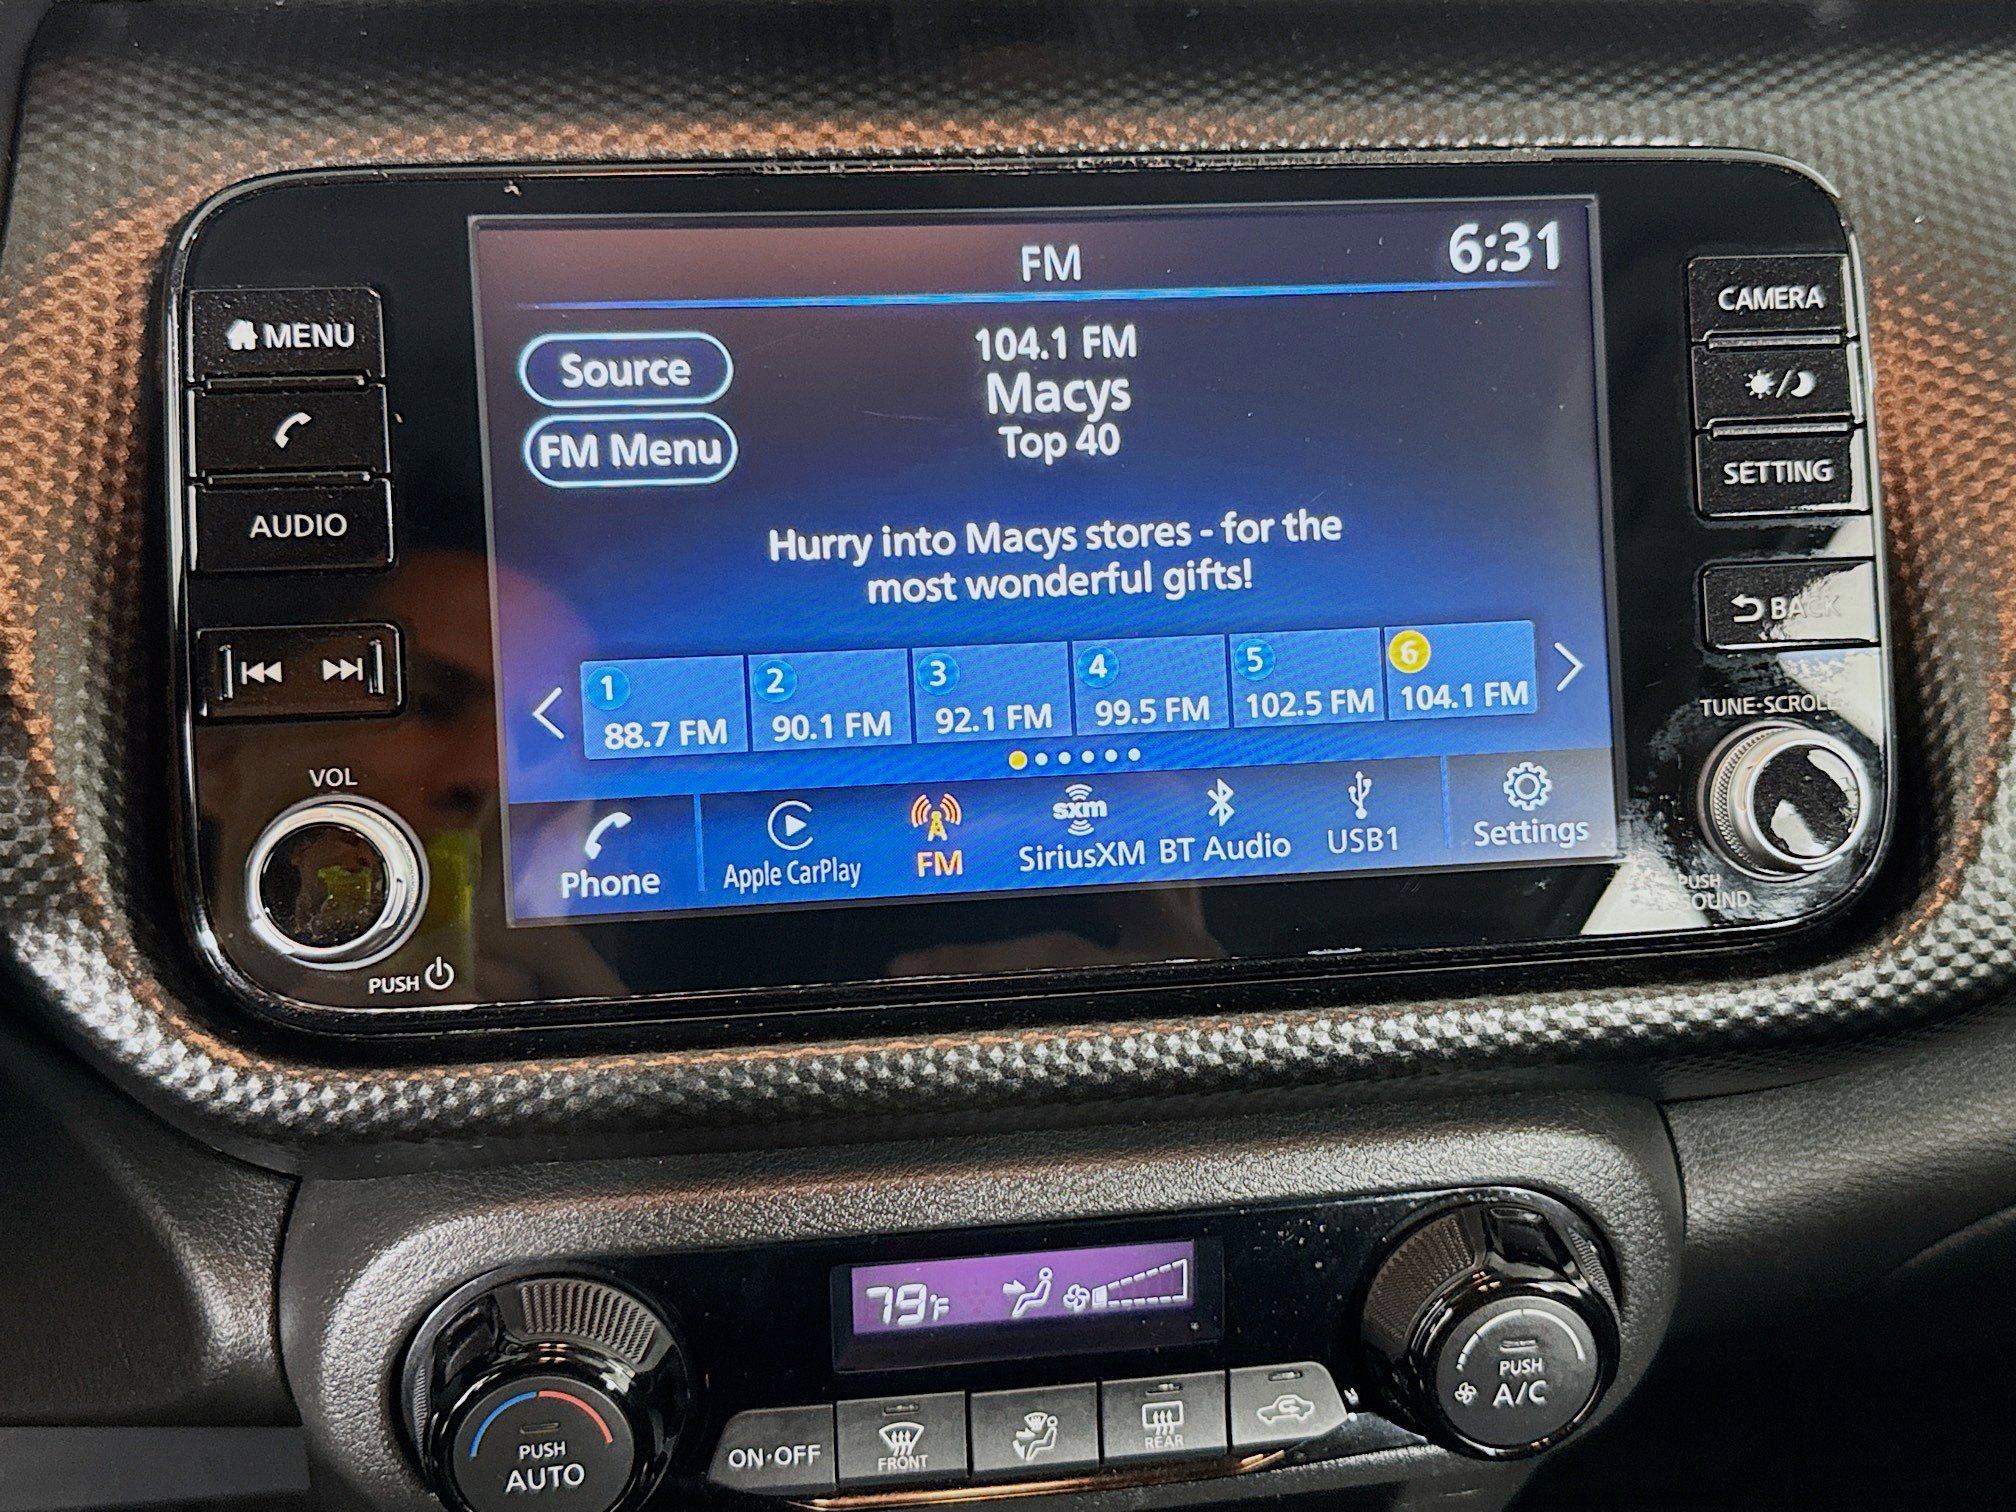 FM
6:31
MENU
AUDIO
VOL
PUSH
Source
FM Menu
104.1 FM
Macys
Top 40
Hurry into Macys stores - for the
most wonderful gifts!
1 2 3 4 5 6
88.7 FM 90.1 FM 92.1 FM 99.5 FM 102.5 FM 104.1 FM
Phone Apple CarPlay FM SiriusXM BT Audio USB1 Settings
sxm
CAMERA
SETTING
BACK
TUNE·SCROLL
PUSH
SOUND
79°F
PUSH
AUTO
ON·OFF
FRONT
REAR
PUSH
A/C